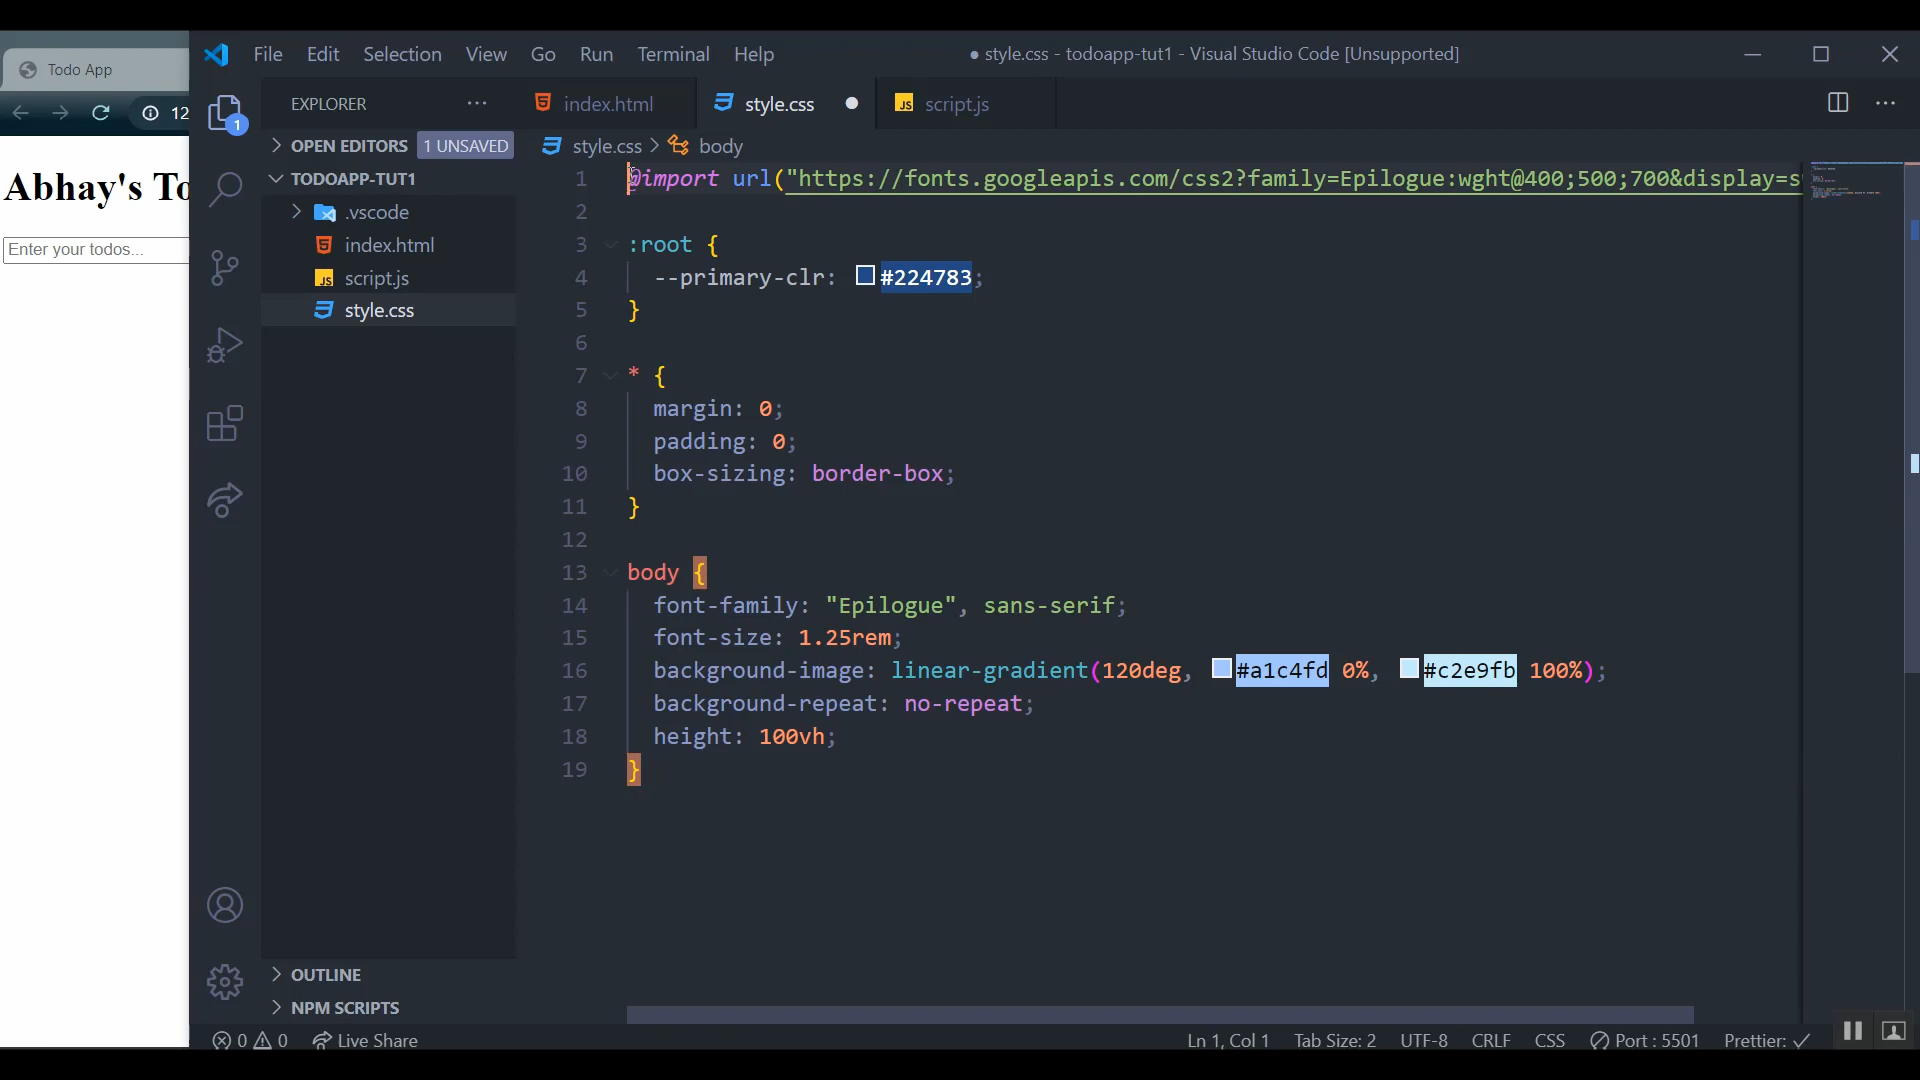 Todo App
12
Abhay's To
Enter your todos...
File Edit Selection View Go Run Terminal Help
● style.css - todoapp-tut1 - Visual Studio Code [Unsupported]
1
EXPLORER ···
OPEN EDITORS 1 UNSAVED
TODOAPP-TUT1
.vscode
index.html
JS script.js
style.css
OUTLINE
NPM SCRIPTS
index.html style.css ● JS script.js
style.css > body
1 @import url("https://fonts.googleapis.com/css2?family=Epilogue:wght@400;500;700&display=s
2
3 :root {
4 --primary-clr: #224783;
5 }
6
7 * {
8 margin: 0;
9 padding: 0;
10 box-sizing: border-box;
11 }
12
13 body {
14 font-family: "Epilogue", sans-serif;
15 font-size: 1.25rem;
16 background-image: linear-gradient(120deg, #a1c4fd 0%, #c2e9fb 100%);
17 background-repeat: no-repeat;
18 height: 100vh;
19 }
0 0 Live Share Ln 1, Col 1 Tab Size: 2 UTF-8 CRLF CSS Port : 5501 Prettier: ✓